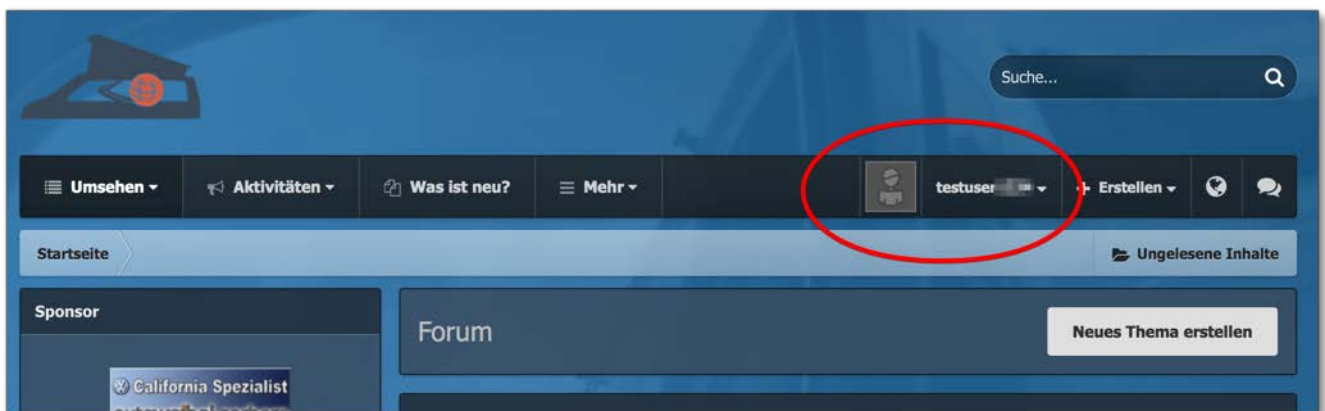 Suche...
Umsehen Aktivitäten Was ist neu? Mehr testuser Erstellen
Startseite Ungelesene Inhalte
Sponsor
Forum Neues Thema erstellen
California Spezialist